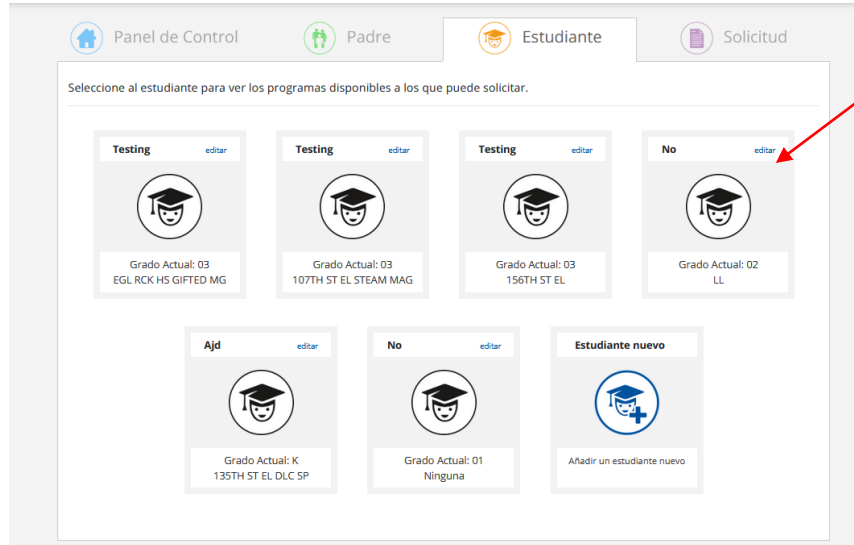 Panel de Control
Padre
Estudiante
Solicitud
Seleccione al estudiante para ver los programas disponibles a los que puede solicitar.
Testing editar
Grado Actual: 03
EGL RCK HS GIFTED MG
Testing editar
Grado Actual: 03
107TH ST EL STEAM MAG
Testing editar
Grado Actual: 03
156TH ST EL
No editar
Grado Actual: 02
LL
Ajd editar
Grado Actual: K
135TH ST EL DLC SP
No editar
Grado Actual: 01
Ninguna
Estudiante nuevo
Añadir un estudiante nuevo